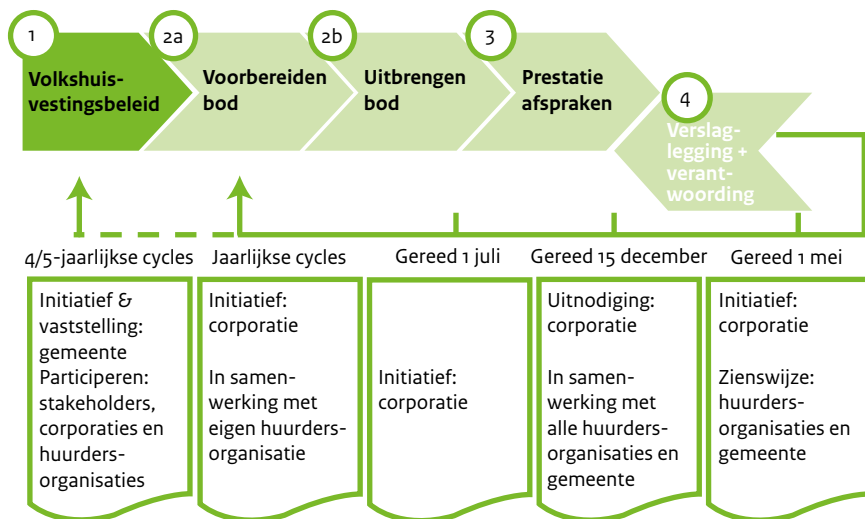 1
Volkshuis-
vestingsbeleid
2a
Voorbereiden
bod
2b
Uitbrengen
bod
3
Prestatie
afspraken
4
Verslag-
legging +
verant-
woording
4/5-jaarlijkse cycles
Jaarlijkse cycles
Gereed 1 juli
Gereed 15 december
Gereed 1 mei
Initiatief &
vaststelling:
gemeente
Participeren:
stakeholders,
corporaties en
huurders-
organisaties
Initiatief:
corporatie
In samen-
werking met
eigen huurders-
organisatie
Initiatief:
corporatie
Uitnodiging:
corporatie
In samen-
werking met
alle huurders-
organisaties en
gemeente
Initiatief:
corporatie
Zienswijze:
huurders-
organisaties en
gemeente